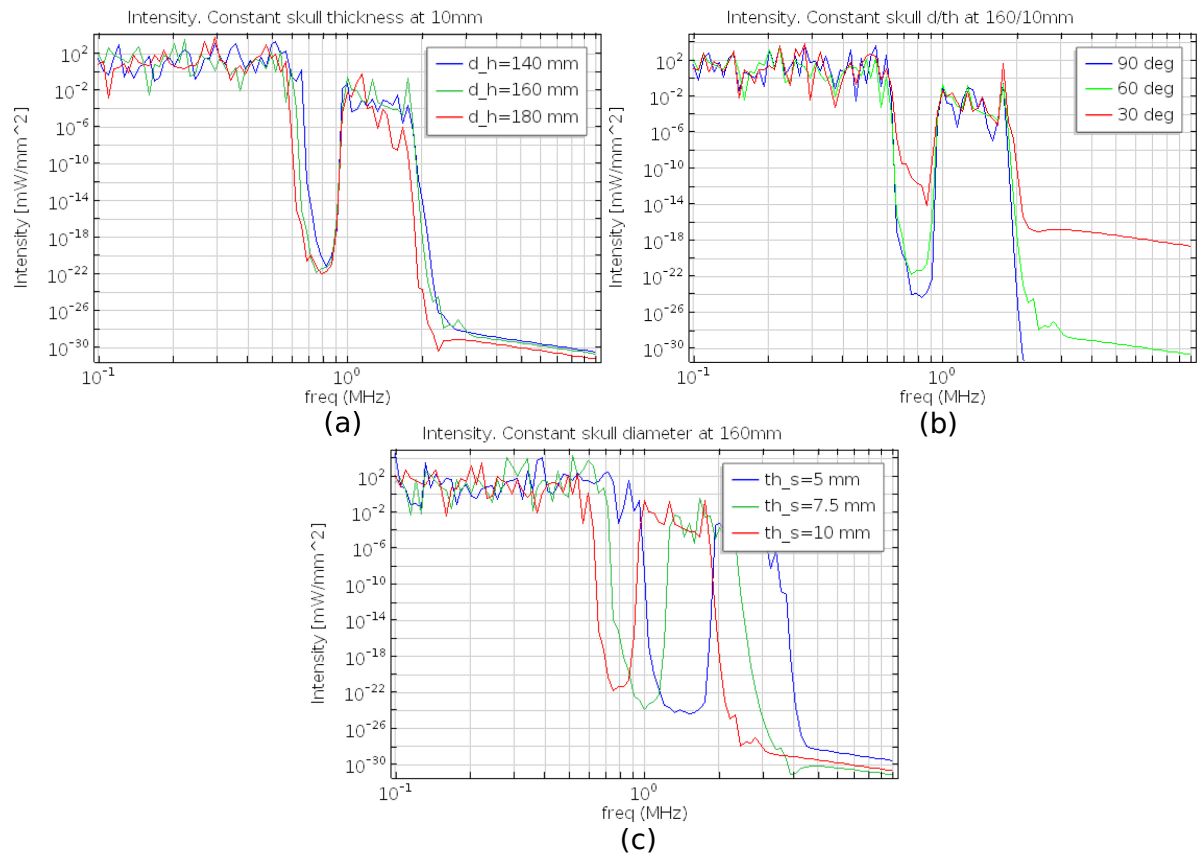 Intensity. Constant skull thickness at 10mm
Intensity [mW/mm^2]
10^2
10^-2
10^-6
10^-10
10^-14
10^-18
10^-22
10^-26
10^-30
d_h=140 mm
d_h=160 mm
d_h=180 mm
10^-1
10^0
freq (MHz)
(a)
Intensity. Constant skull d/th at 160/10mm
Intensity [mW/mm^2]
10^2
10^-2
10^-6
10^-10
10^-14
10^-18
10^-22
10^-26
10^-30
90 deg
60 deg
30 deg
10^-1
10^0
freq (MHz)
(b)
Intensity. Constant skull diameter at 160mm
Intensity [mW/mm^2]
10^2
10^-2
10^-6
10^-10
10^-14
10^-18
10^-22
10^-26
10^-30
th_s=5 mm
th_s=7.5 mm
th_s=10 mm
10^-1
10^0
freq (MHz)
(c)